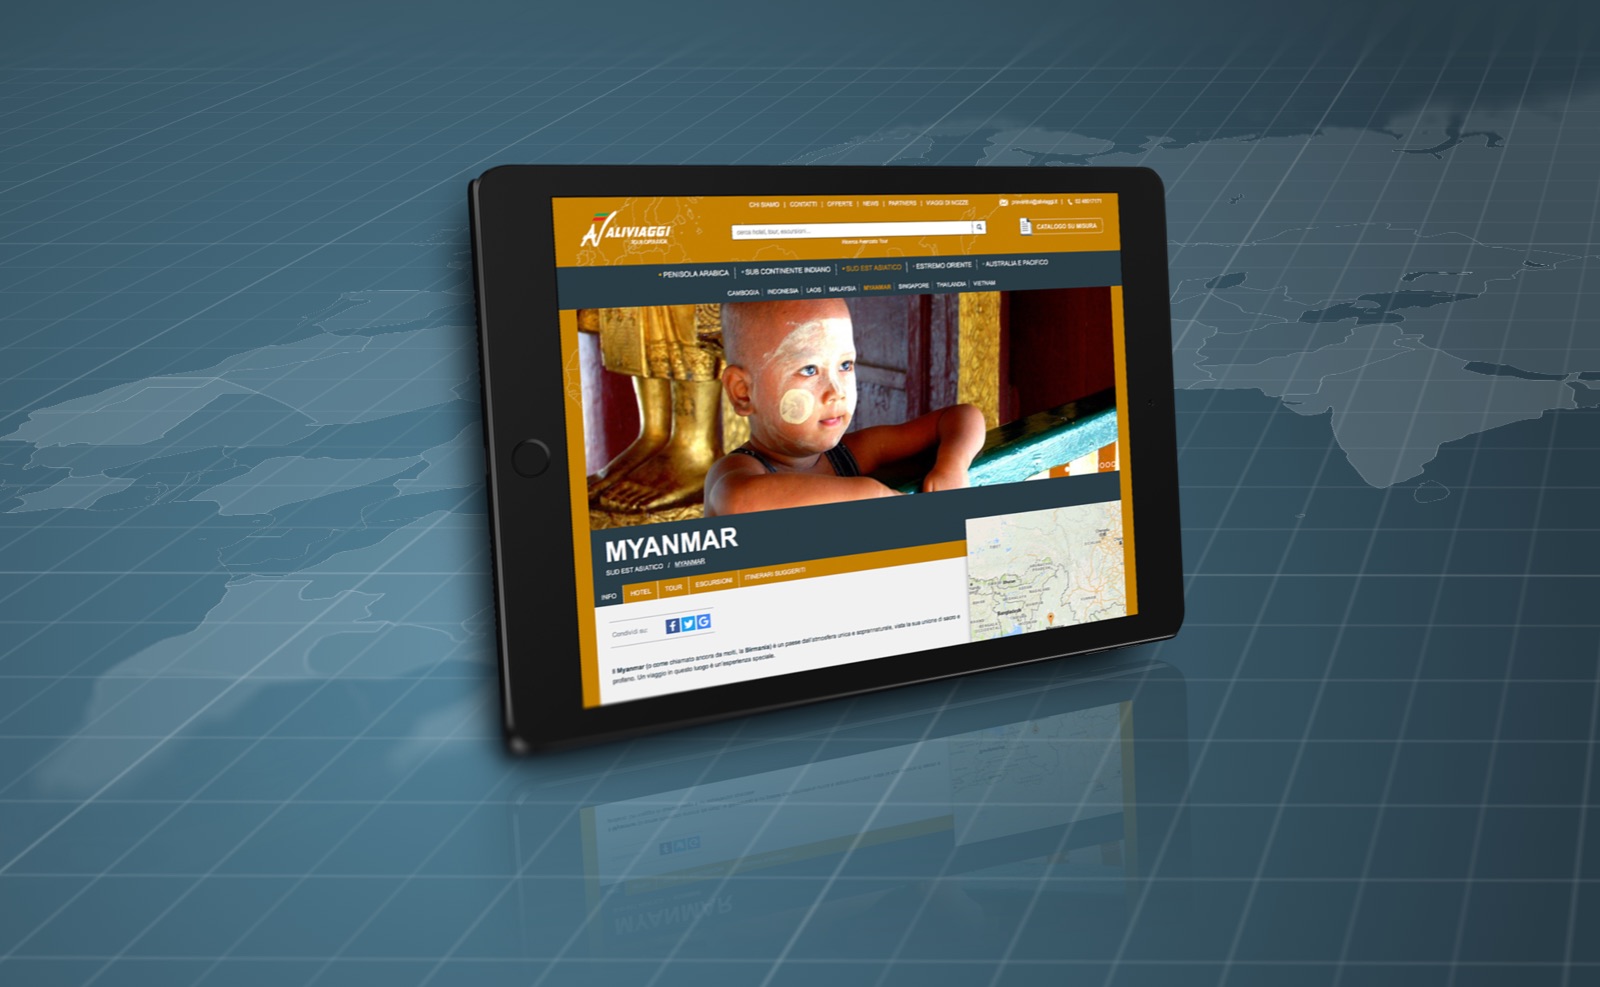 CHI SIAMO | CONTATTI | OFFERTE | NEWS | PARTNERS | VIAGGI DI NOZZE
ALIVIAGGI
TOUR OPERATOR
cerca hotel, tour, escursioni...
Ricerca Avanzata Tour
CATALOGO SU MISURA
PENISOLA ARABICA | SUB CONTINENTE INDIANO | SUD EST ASIATICO | ESTREMO ORIENTE | AUSTRALIA E PACIFICO
CAMBOGIA | INDONESIA | LAOS | MALAYSIA | MYANMAR | SINGAPORE | THAILANDIA | VIETNAM
MYANMAR
SUD EST ASIATICO / MYANMAR
INFO HOTEL TOUR ESCURSIONI ITINERARI SUGGERITI
Condividi su:
Il Myanmar (o come chiamato ancora da molti, la Birmania) è un paese dall'atmosfera unica e soprannaturale, vista la sua unione di sacro e
profano. Un viaggio in questo luogo è un'esperienza speciale.
Bangladesh